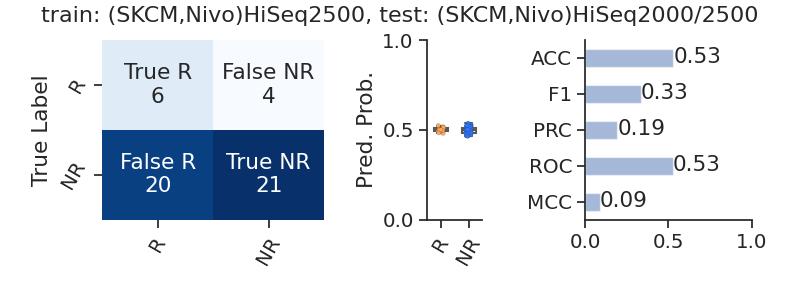 train: (SKCM,Nivo)HiSeq2500, test: (SKCM,Nivo)HiSeq2000/2500
True Label
R
NR
True R
6
False NR
4
False R
20
True NR
21
R
NR
Pred. Prob.
1.0
0.5
0.0
R
NR
ACC
0.53
F1
0.33
PRC
0.19
ROC
0.53
MCC
0.09
0.0
0.5
1.0